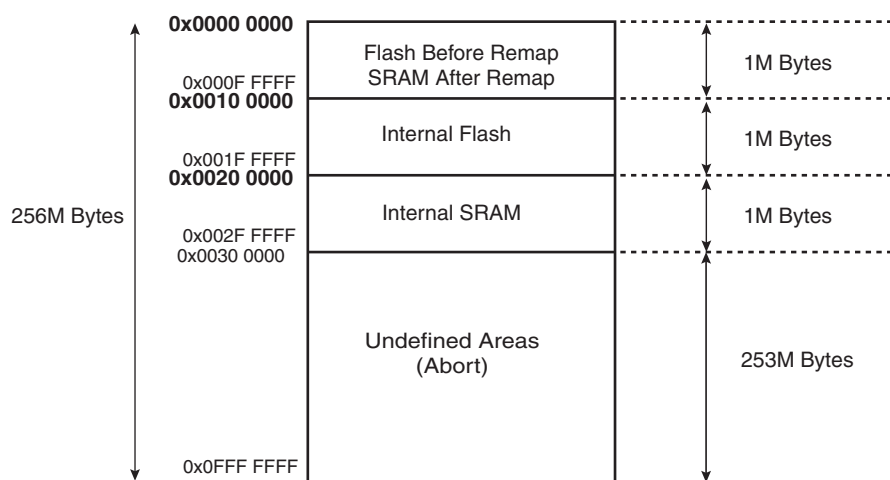 0x0000 0000
Flash Before Remap
SRAM After Remap
1M Bytes
0x000F FFFF
0x0010 0000
Internal Flash
1M Bytes
0x001F FFFF
0x0020 0000
256M Bytes
Internal SRAM
1M Bytes
0x002F FFFF
0x0030 0000
Undefined Areas
(Abort)
253M Bytes
0x0FFF FFFF